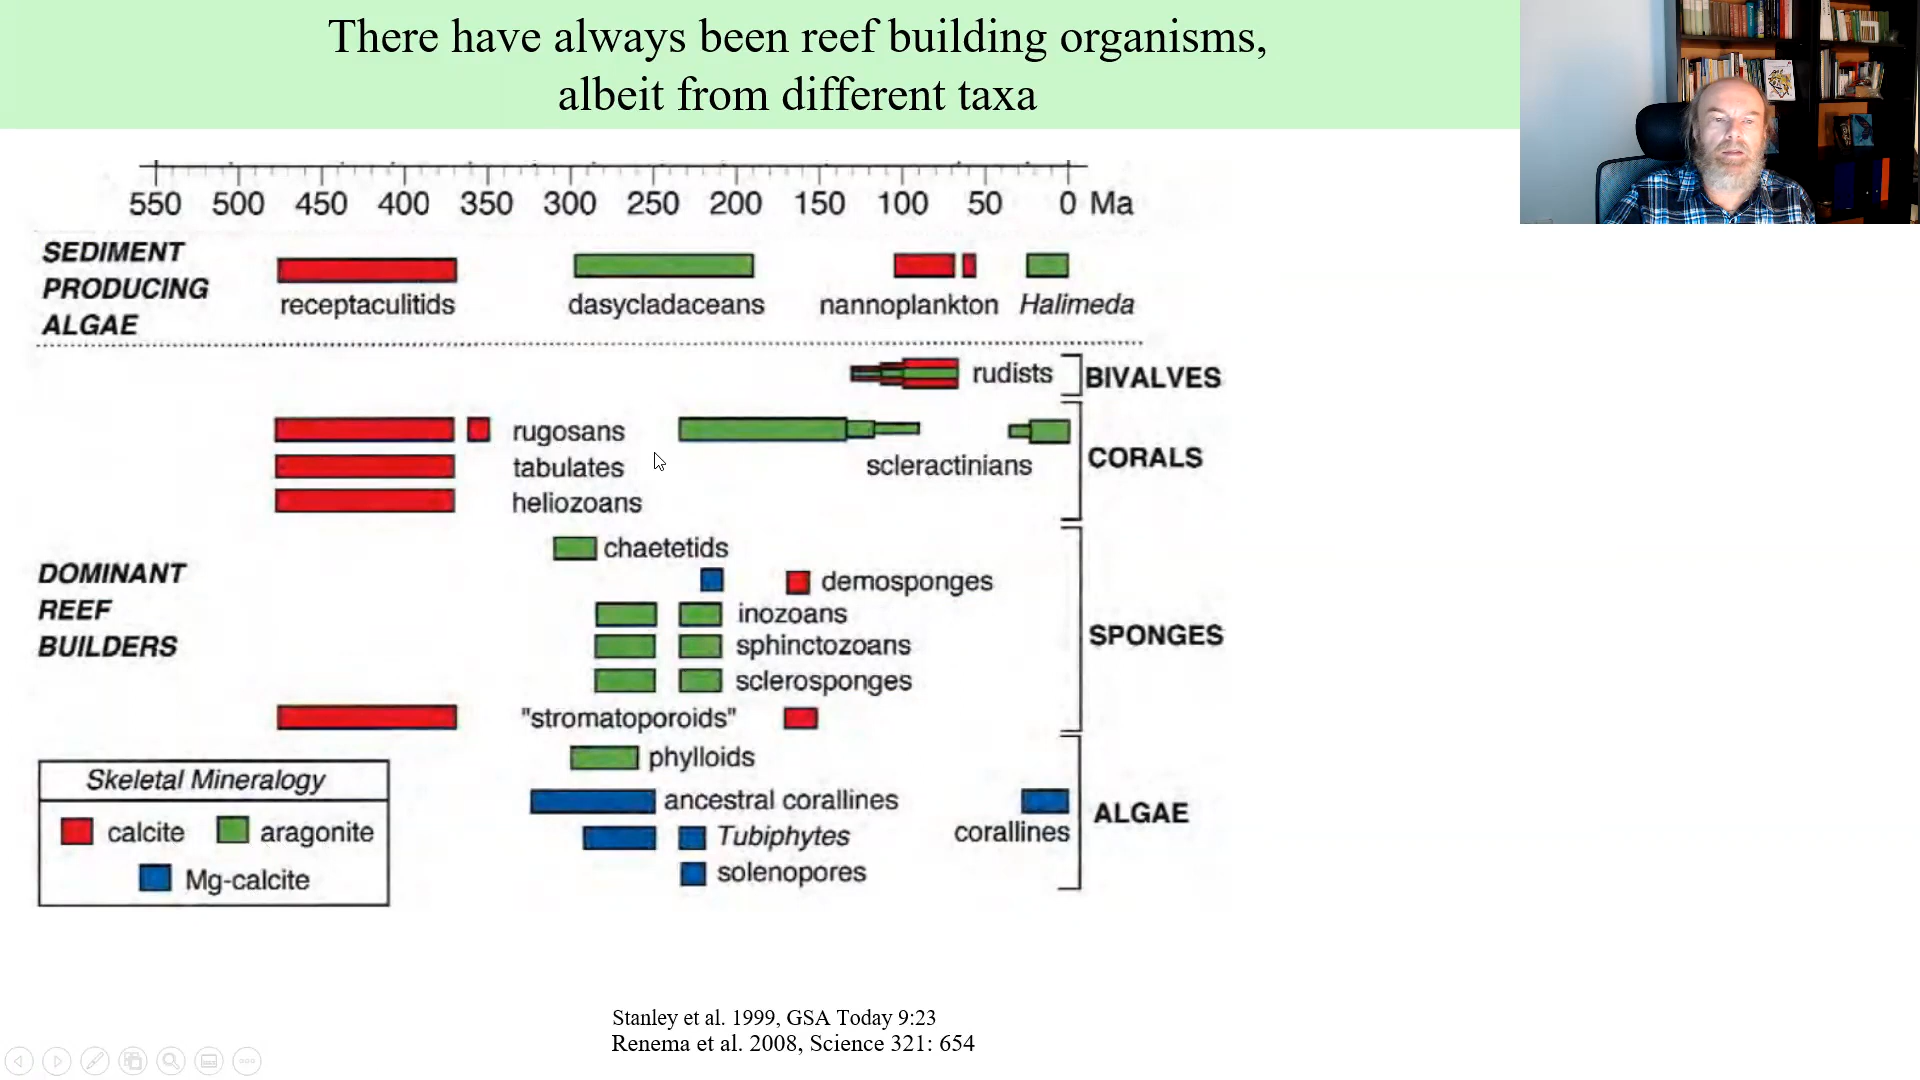 There have always been reef building organisms,
albeit from different taxa
550 500 450 400 350 300 250 200 150 100 50 0 Ma
SEDIMENT
PRODUCING
ALGAE
receptaculitids dasycladaceans nannoplankton Halimeda
rudists BIVALVES
rugosans
tabulates
heliozoans
scleractinians
CORALS
chaetetids
demosponges
inozoans
sphinctozoans
sclerosponges
"stromatoporoids"
SPONGES
DOMINANT
REEF
BUILDERS
phylloids
ancestral corallines
corallines
Tubiphytes
solenopores
ALGAE
Skeletal Mineralogy
calcite aragonite
Mg-calcite
Stanley et al. 1999, GSA Today 9:23
Renema et al. 2008, Science 321: 654